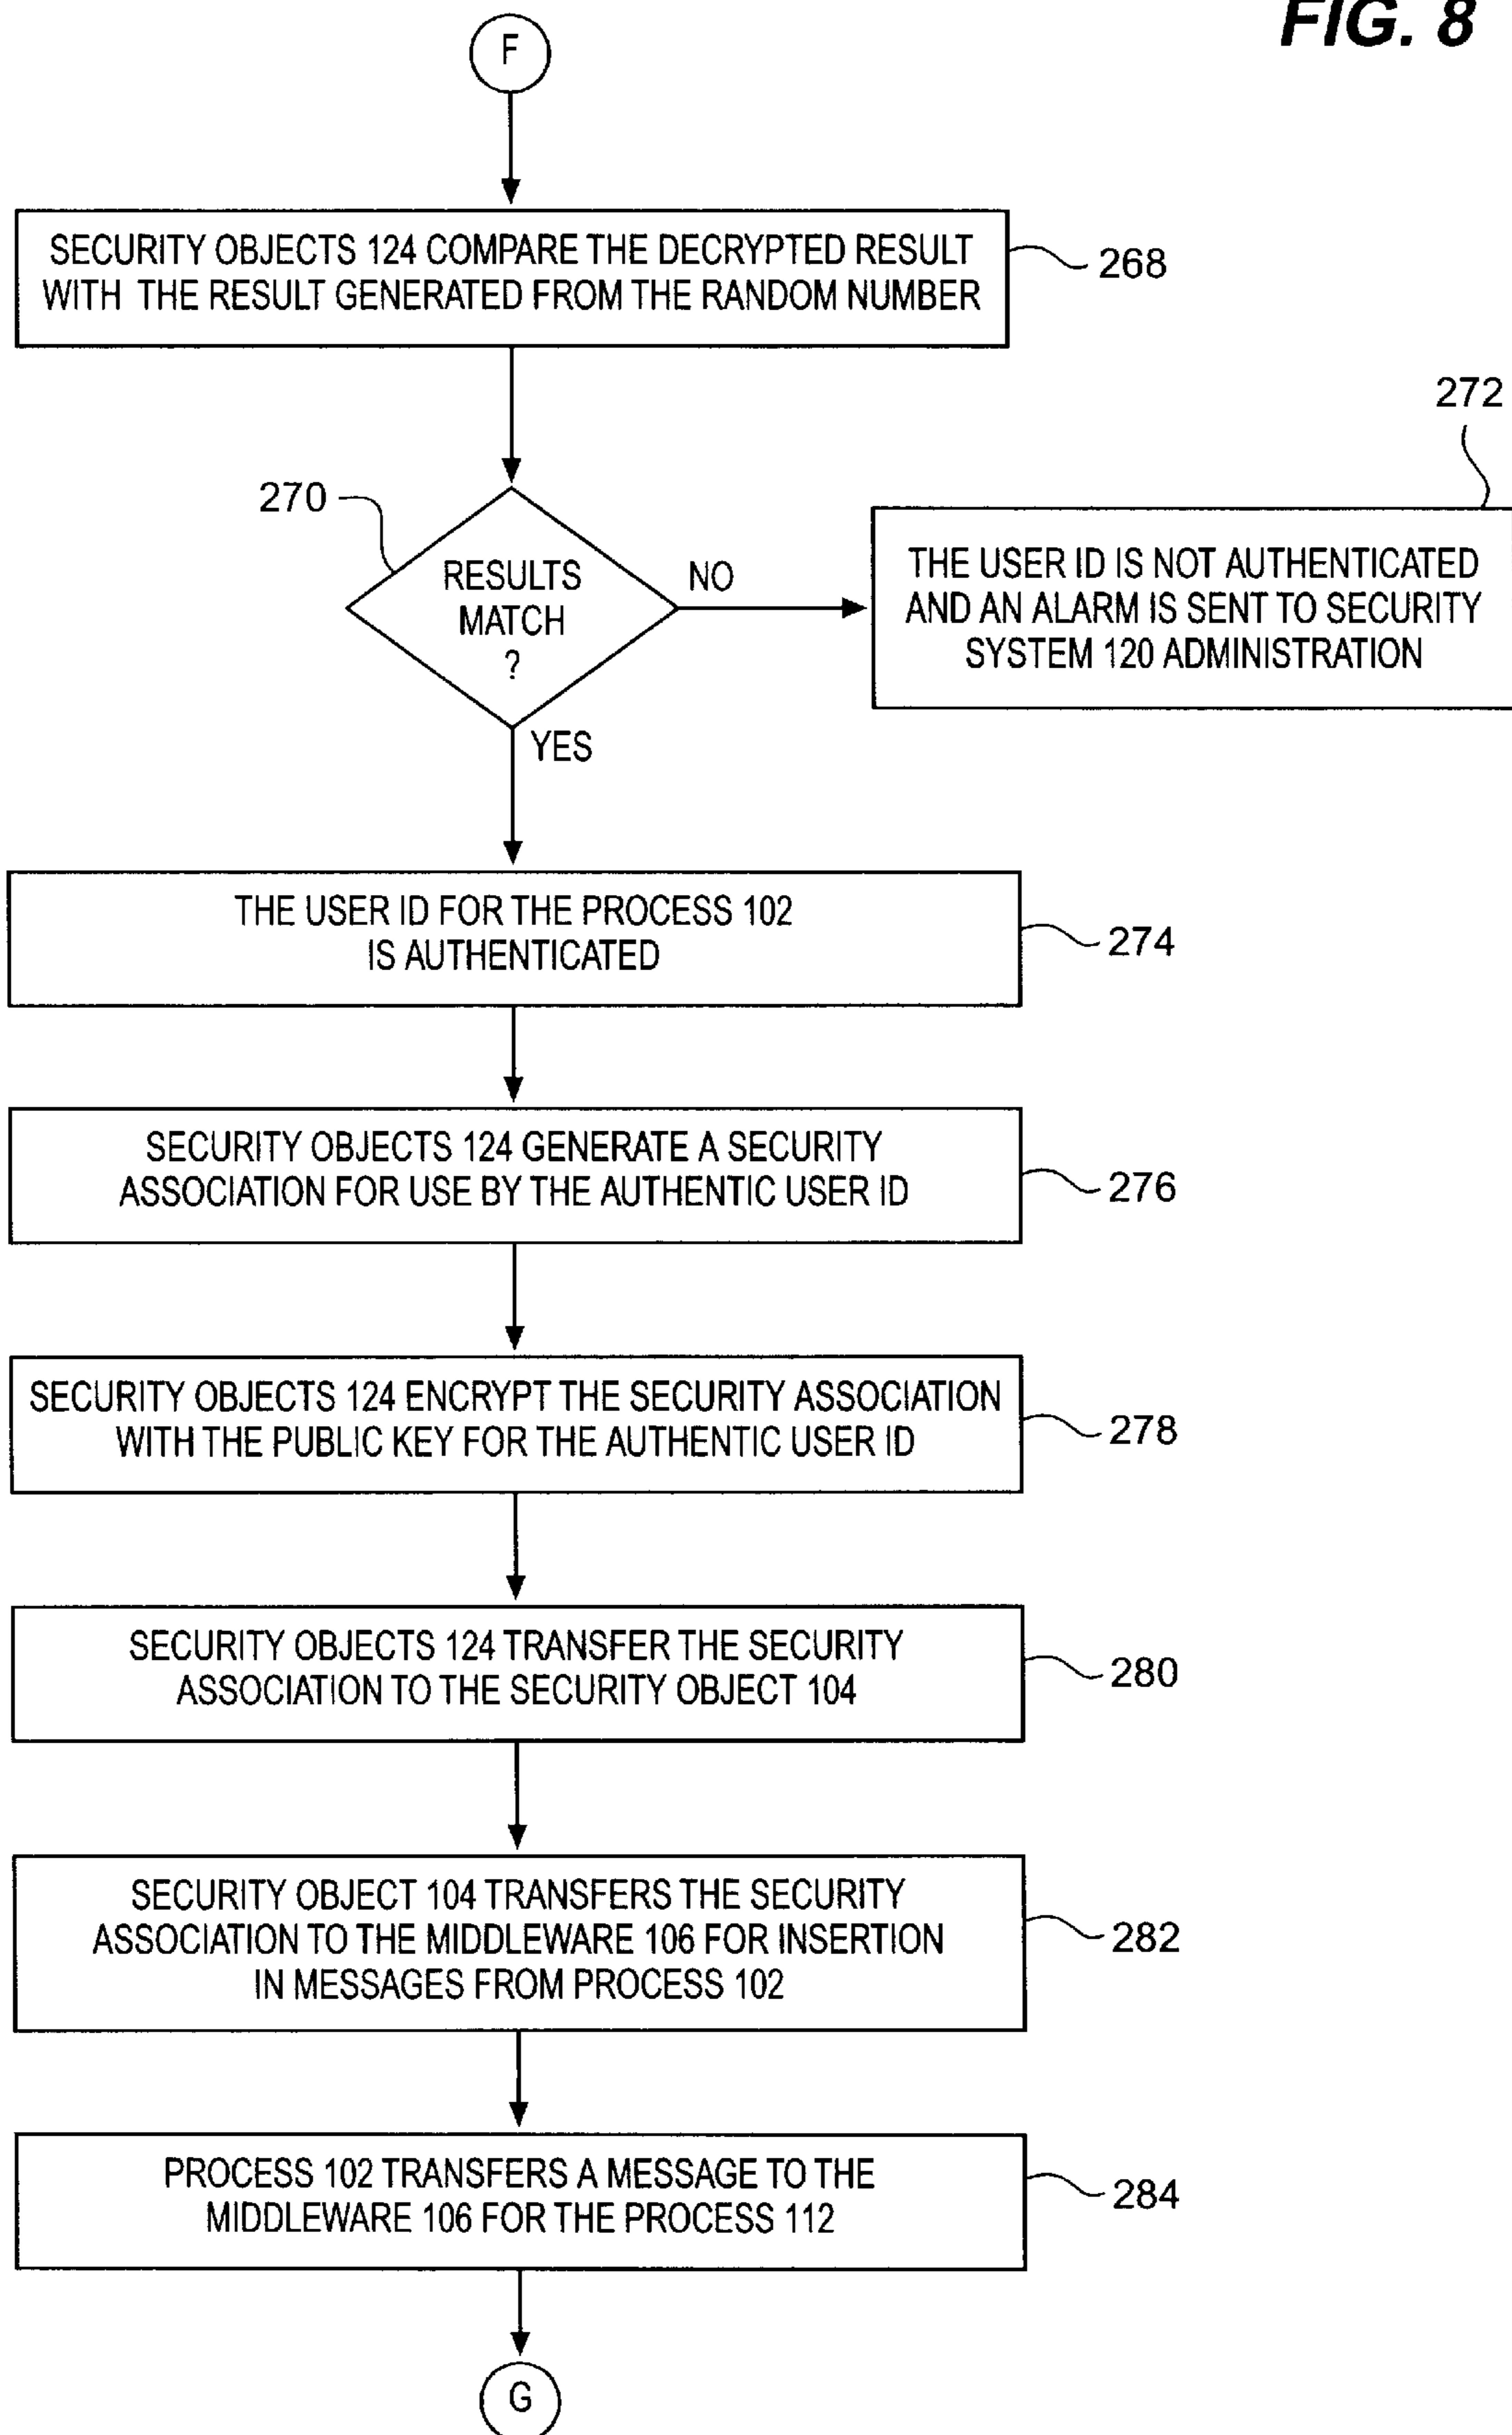 FIG. 8
F
SECURITY OBJECTS 124 COMPARE THE DECRYPTED RESULT
WITH THE RESULT GENERATED FROM THE RANDOM NUMBER
268
272
270
RESULTS
MATCH
?
NO
THE USER ID IS NOT AUTHENTICATED
AND AN ALARM IS SENT TO SECURITY
SYSTEM 120 ADMINISTRATION
YES
THE USER ID FOR THE PROCESS 102
IS AUTHENTICATED
274
SECURITY OBJECTS 124 GENERATE A SECURITY
ASSOCIATION FOR USE BY THE AUTHENTIC USER ID
276
SECURITY OBJECTS 124 ENCRYPT THE SECURITY ASSOCIATION
WITH THE PUBLIC KEY FOR THE AUTHENTIC USER ID
278
SECURITY OBJECTS 124 TRANSFER THE SECURITY
ASSOCIATION TO THE SECURITY OBJECT 104
280
SECURITY OBJECT 104 TRANSFERS THE SECURITY
ASSOCIATION TO THE MIDDLEWARE 106 FOR INSERTION
IN MESSAGES FROM PROCESS 102
282
PROCESS 102 TRANSFERS A MESSAGE TO THE
MIDDLEWARE 106 FOR THE PROCESS 112
284
G